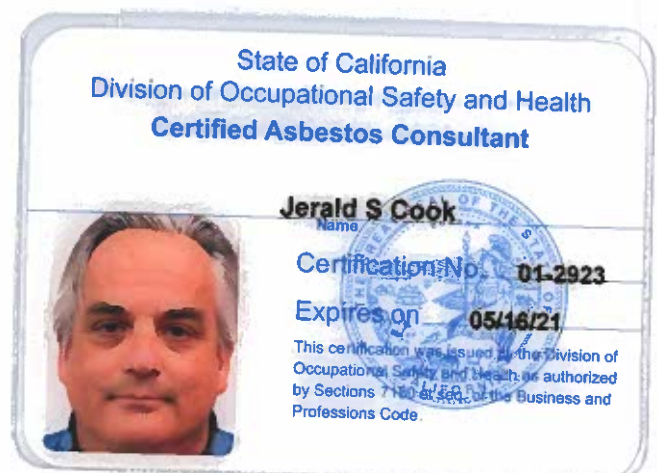 State of California
Division of Occupational Safety and Health
Certified Asbestos Consultant
Jerald S Cook
Name
Certification No. 01-2923
Expires on 05/16/21
This certification was issued by the Division of
Occupational Safety and Health as authorized
by Sections 7180 et seq. of the Business and
Professions Code.